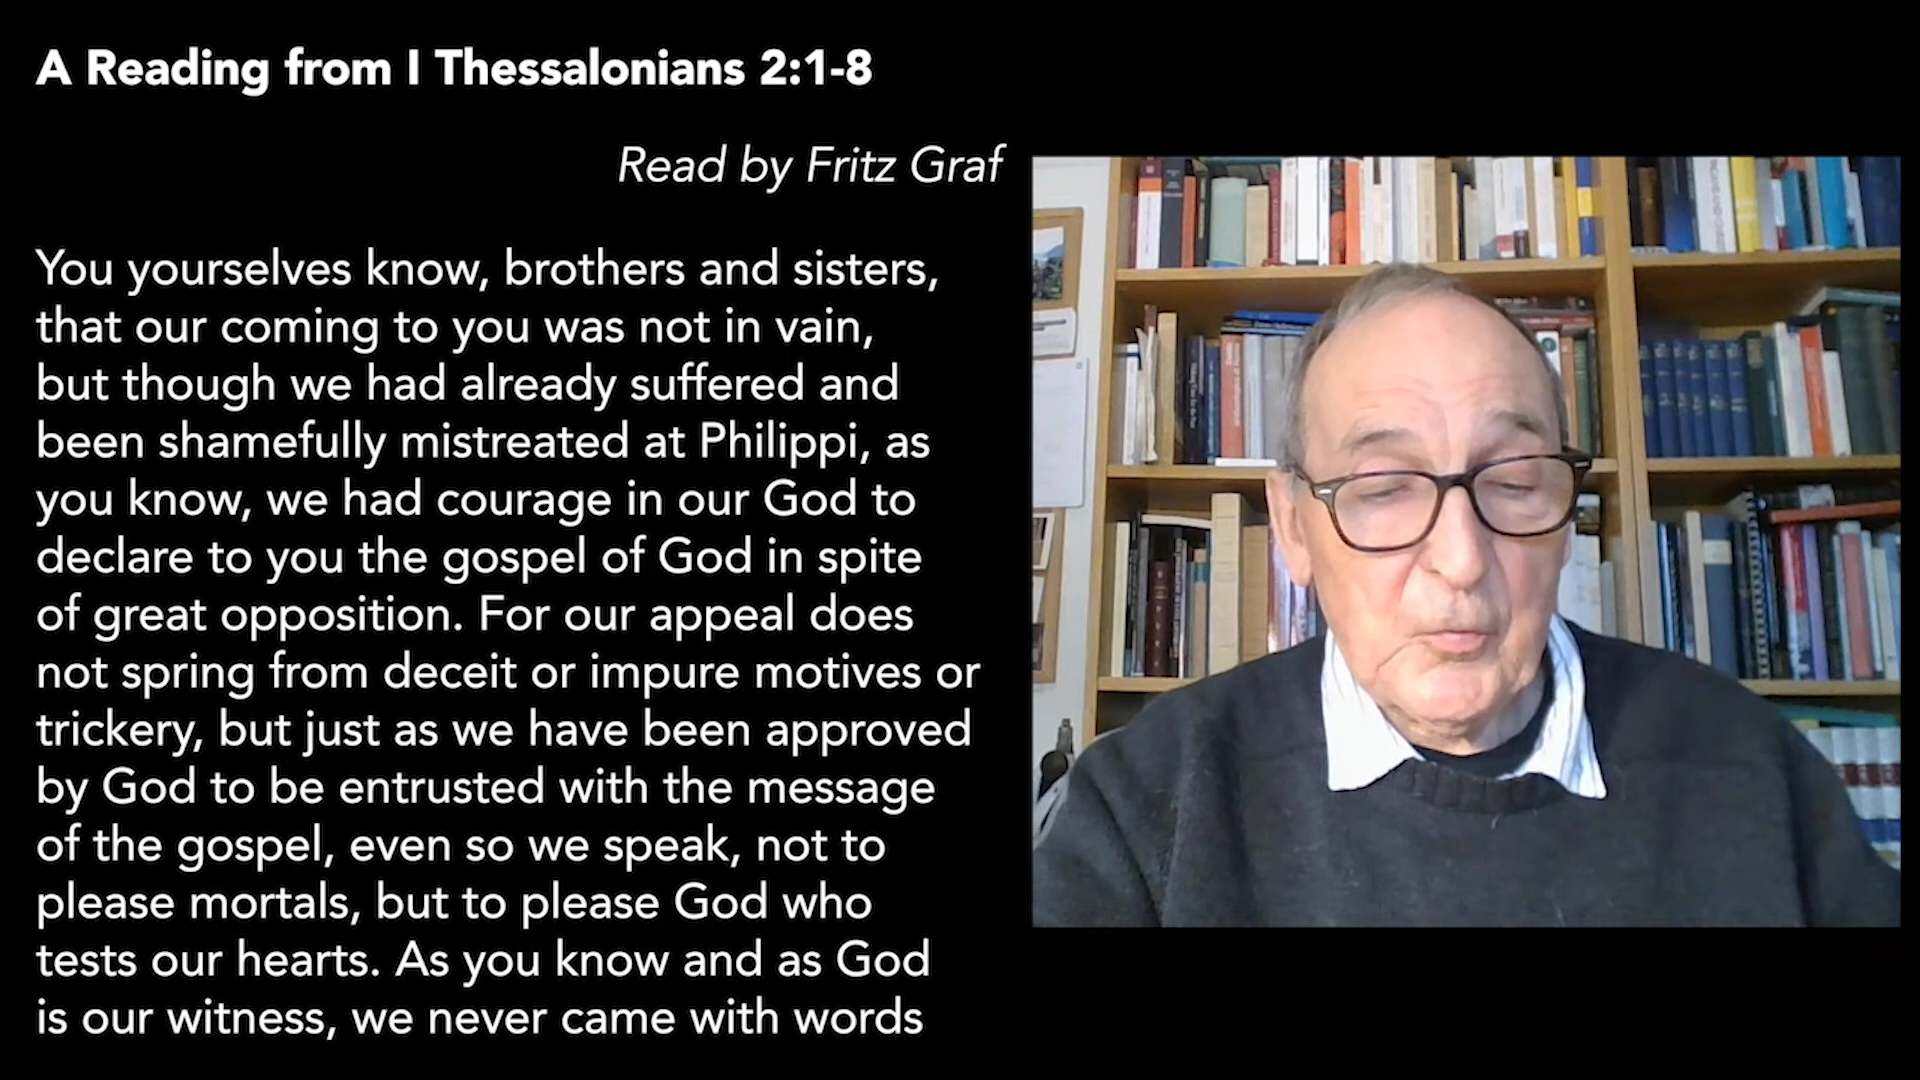 A Reading from I Thessalonians 2:1-8
Read by Fritz Graf
You yourselves know, brothers and sisters,
that our coming to you was not in vain,
but though we had already suffered and
been shamefully mistreated at Philippi, as
you know, we had courage in our God to
declare to you the gospel of God in spite
of great opposition. For our appeal does
not spring from deceit or impure motives or
trickery, but just as we have been approved
by God to be entrusted with the message
of the gospel, even so we speak, not to
please mortals, but to please God who
tests our hearts. As you know and as God
is our witness, we never came with words